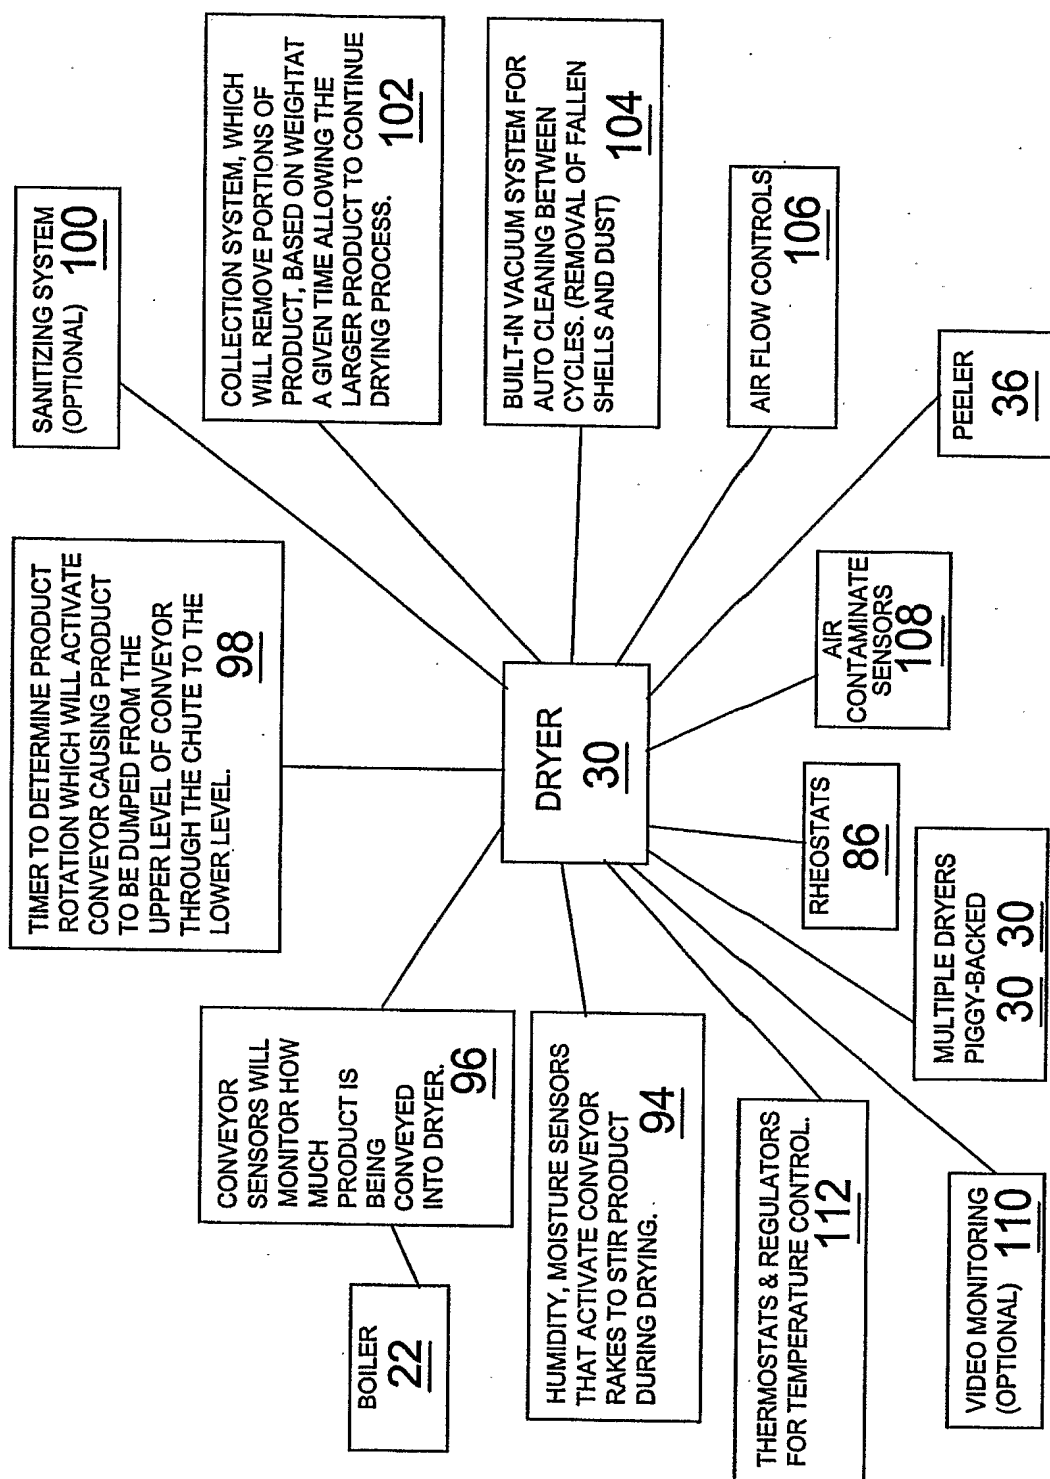 SANITIZING SYSTEM
(OPTIONAL) 100
COLLECTION SYSTEM, WHICH
WILL REMOVE PORTIONS OF
PRODUCT, BASED ON WEIGHTAT
A GIVEN TIME ALLOWING THE
LARGER PRODUCT TO CONTINUE
DRYING PROCESS. 102
BUILT-IN VACUUM SYSTEM FOR
AUTO CLEANING BETWEEN
CYCLES. (REMOVAL OF FALLEN
SHELLS AND DUST) 104
AIR FLOW CONTROLS
106
PEELER
36
TIMER TO DETERMINE PRODUCT
ROTATION WHICH WILL ACTIVATE
CONVEYOR CAUSING PRODUCT
TO BE DUMPED FROM THE
UPPER LEVEL OF CONVEYOR
THROUGH THE CHUTE TO THE
LOWER LEVEL. 98
DRYER
30
AIR
CONTAMINATE
SENSORS
108
RHEOSTATS
86
MULTIPLE DRYERS
PIGGY-BACKED
30 30
CONVEYOR
SENSORS WILL
MONITOR HOW
MUCH
PRODUCT IS
BEING
CONVEYED
INTO DRYER. 96
BOILER
22
HUMIDITY, MOISTURE SENSORS
THAT ACTIVATE CONVEYOR
RAKES TO STIR PRODUCT
DURING DRYING. 94
THERMOSTATS & REGULATORS
FOR TEMPERATURE CONTROL.
112
VIDEO MONITORING
(OPTIONAL) 110